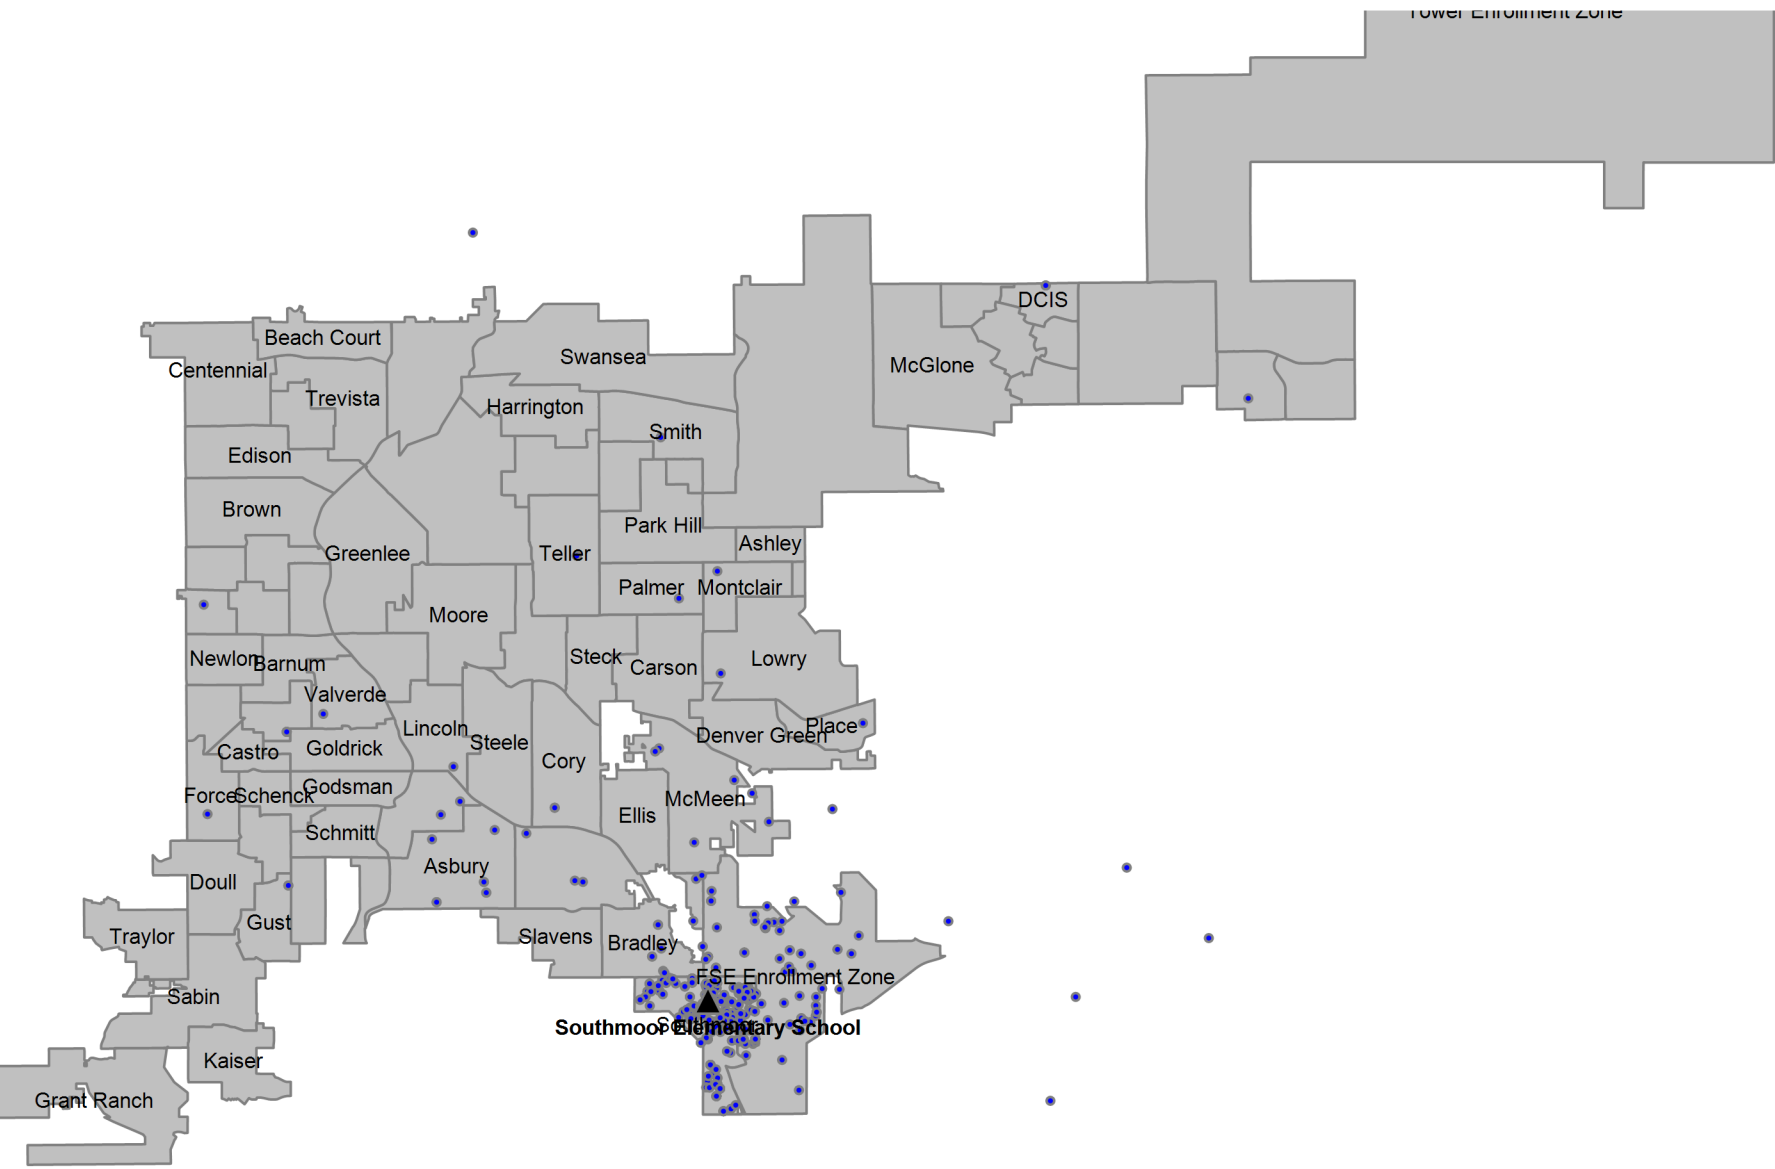 Tower Enrollment Zone
DCIS
Beach Court
Swansea
McGlone
Centennial
Trevista
Harrington
Smith
Edison
Brown
Park Hill
Greenlee
Teller
Ashley
Palmer
Montclair
Moore
Newlon
Barnum
Steck
Carson
Lowry
Valverde
Lincoln
Steele
Denver Green
Place
Castro
Goldrick
Cory
Force
Schenck
Godsman
McMeen
Ellis
Schmitt
Asbury
Doull
Gust
Traylor
Slavens
Bradley
FSE Enrollment Zone
Sabin
Southmoor
Southmoor Elementary School
Kaiser
Grant Ranch